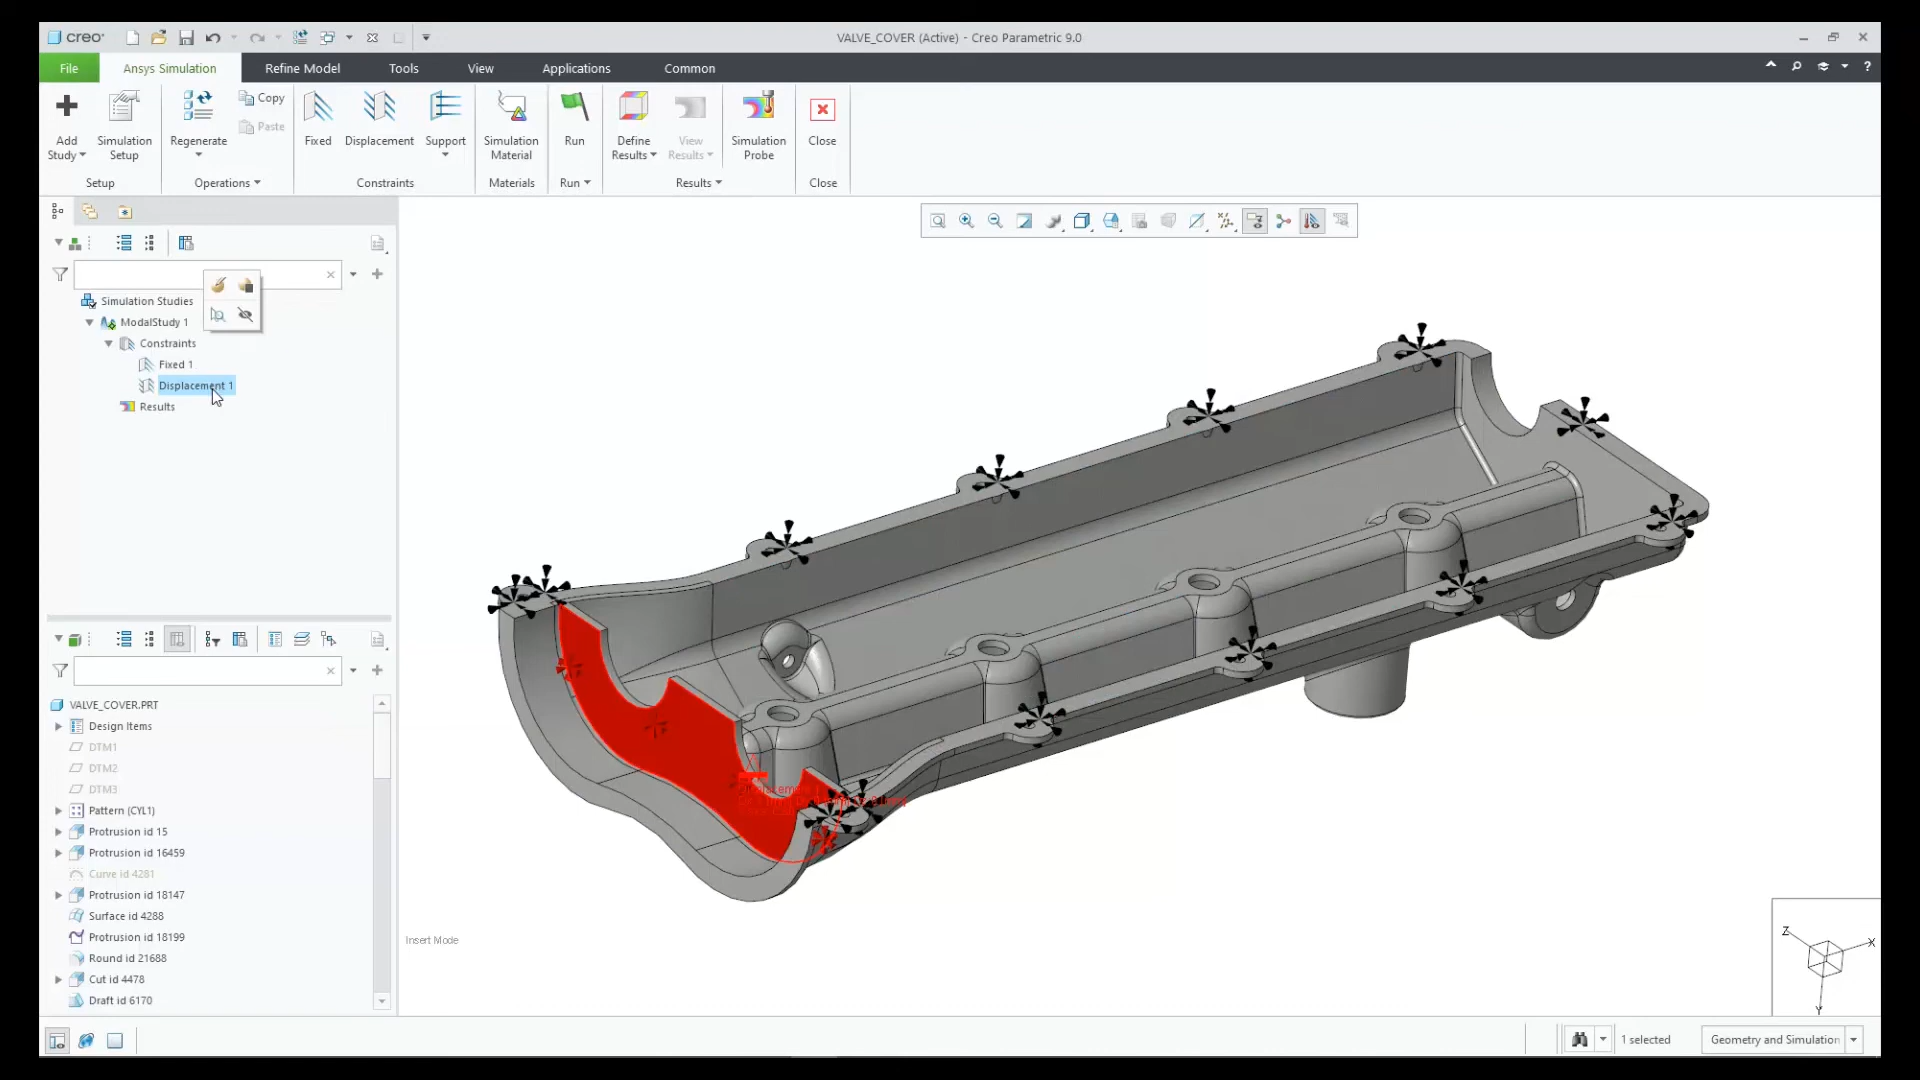 creo
VALVE_COVER (Active) - Creo Parametric 9.0
File
Ansys Simulation
Refine Model
Tools
View
Applications
Common
?
Add
Study
Simulation
Setup
Regenerate
Copy
Paste
Fixed
Displacement
Support
Simulation
Material
Run
Define
Results
View
Results
Simulation
Probe
Close
Setup
Operations
Constraints
Materials
Run
Results
Close
Simulation Studies
ModalStudy 1
Constraints
Fixed 1
Displacement 1
Results
VALVE_COVER.PRT
Design Items
DTM1
DTM2
DTM3
Pattern (CYL1)
Protrusion id 15
Protrusion id 16459
Curve id 4281
Protrusion id 18147
Surface id 4288
Protrusion id 18199
Round id 21688
Cut id 4478
Draft id 6170
Insert Mode
Z
X
Y
1 selected
Geometry and Simulation